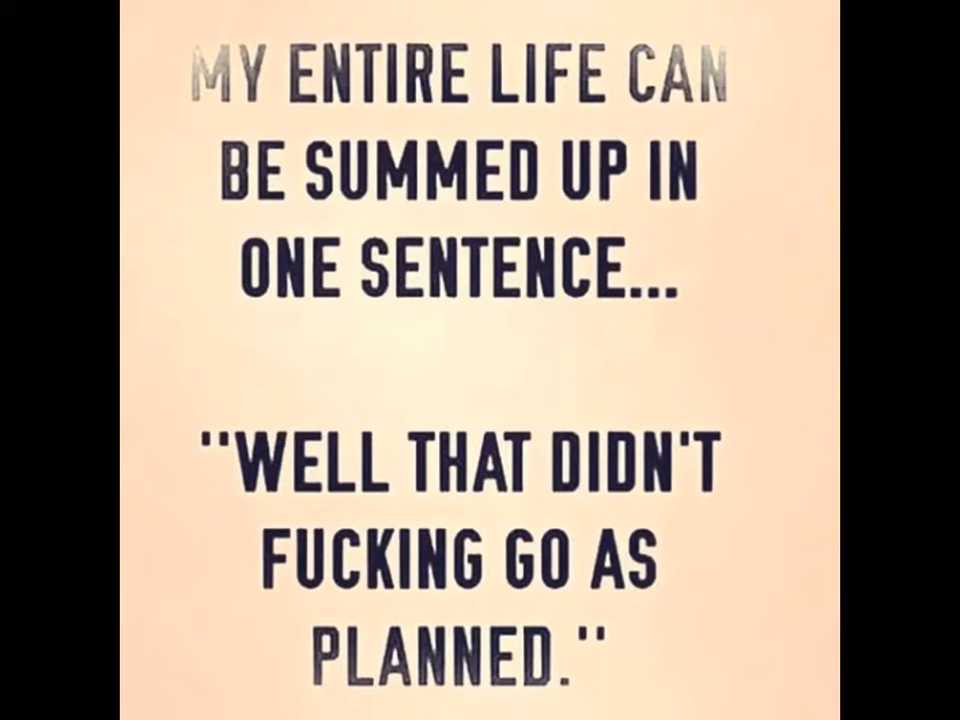 MY ENTIRE LIFE CAN
BE SUMMED UP IN
ONE SENTENCE...
"WELL THAT DIDN'T
FUCKING GO AS
PLANNED."